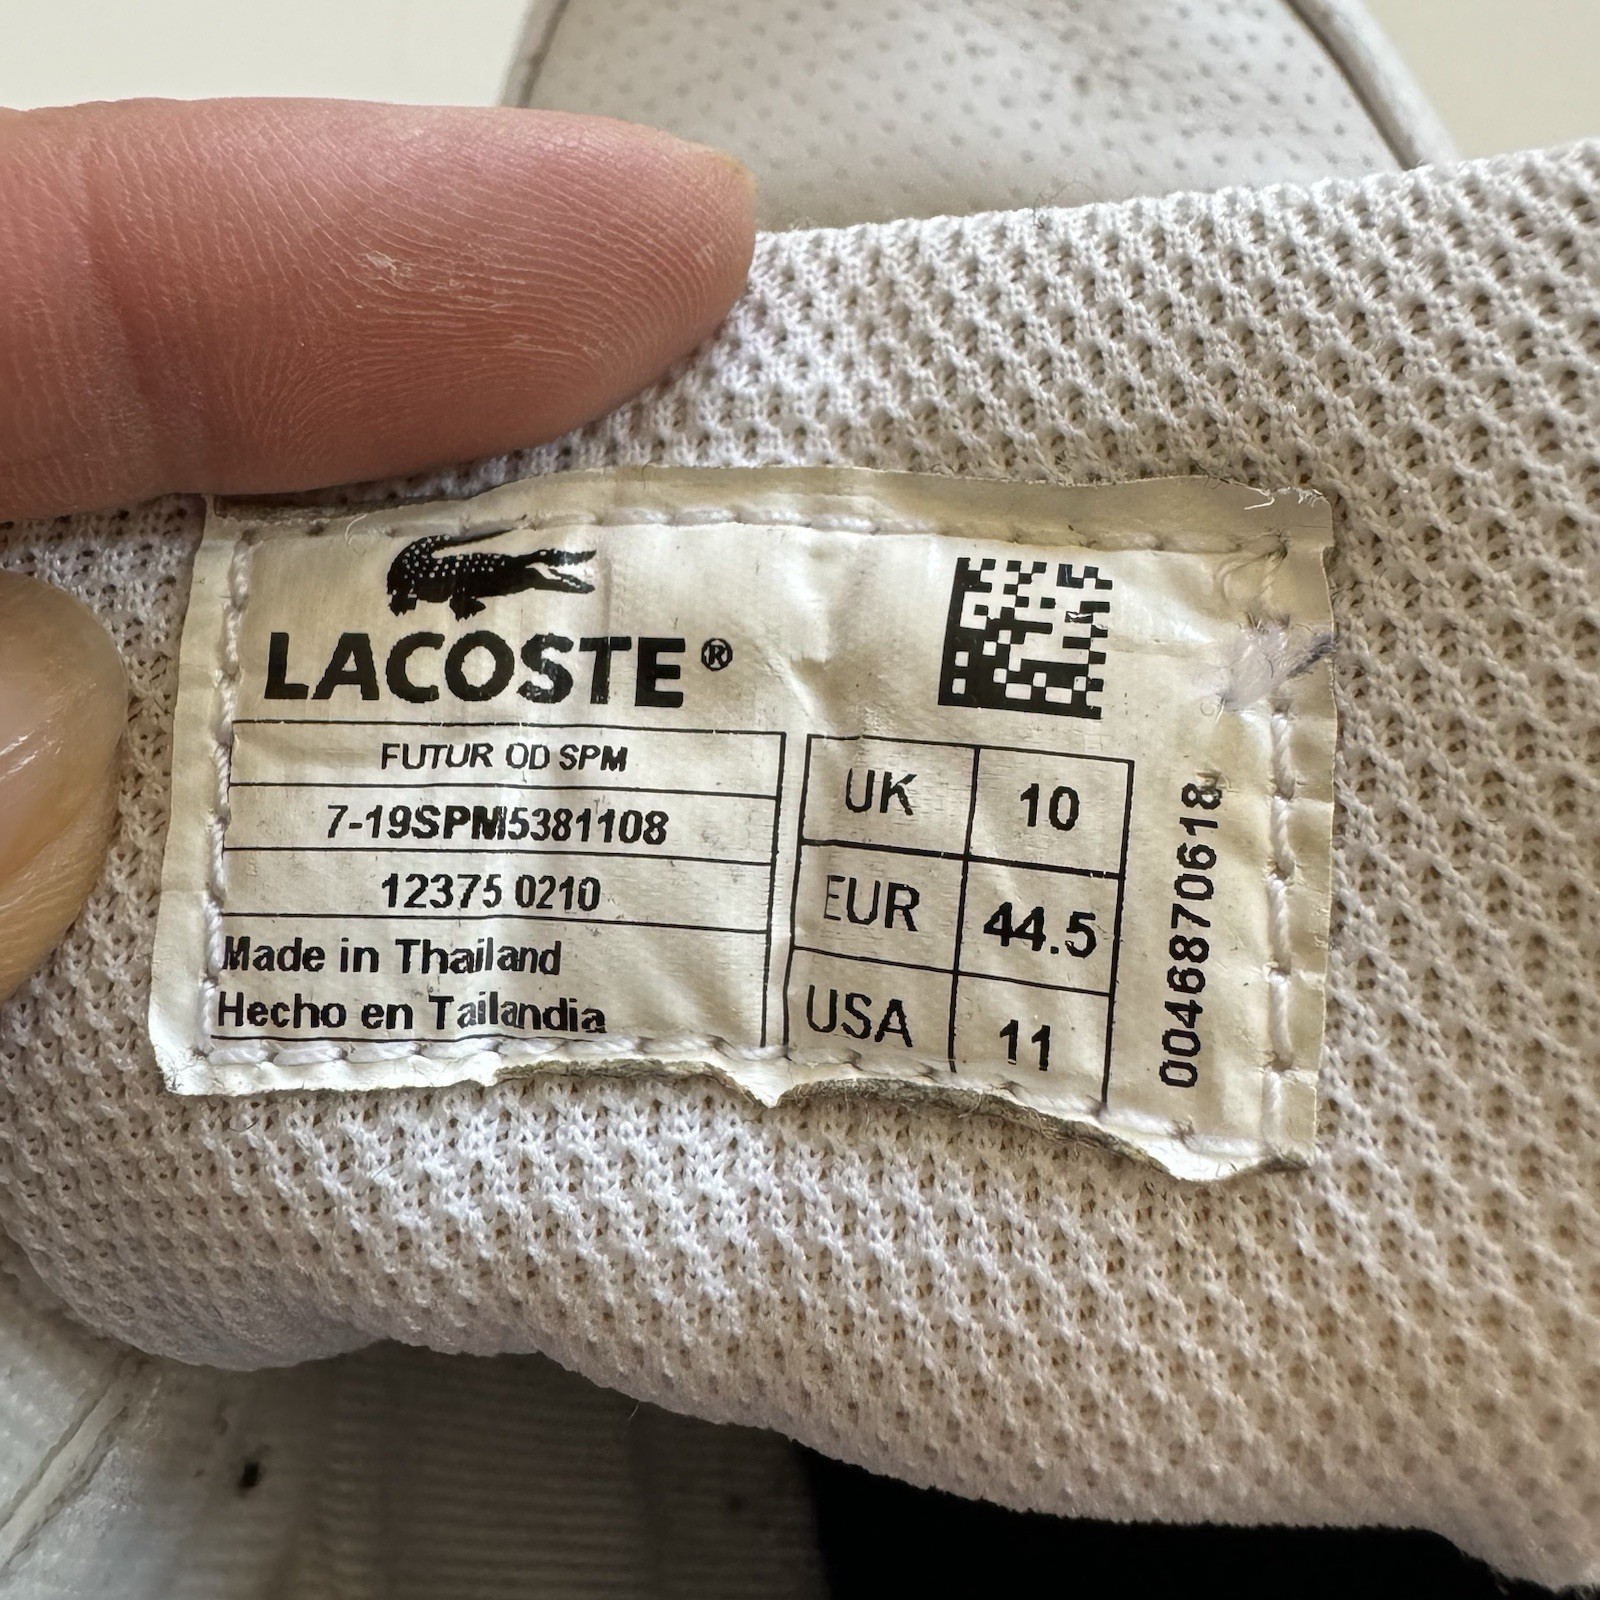 LACOSTE®
FUTUR OD SPM
7-19SPM5381108
12375 0210
Made in Thailand
Hecho en Tailandia
UK 10
EUR 44.5
USA 11
0046870618